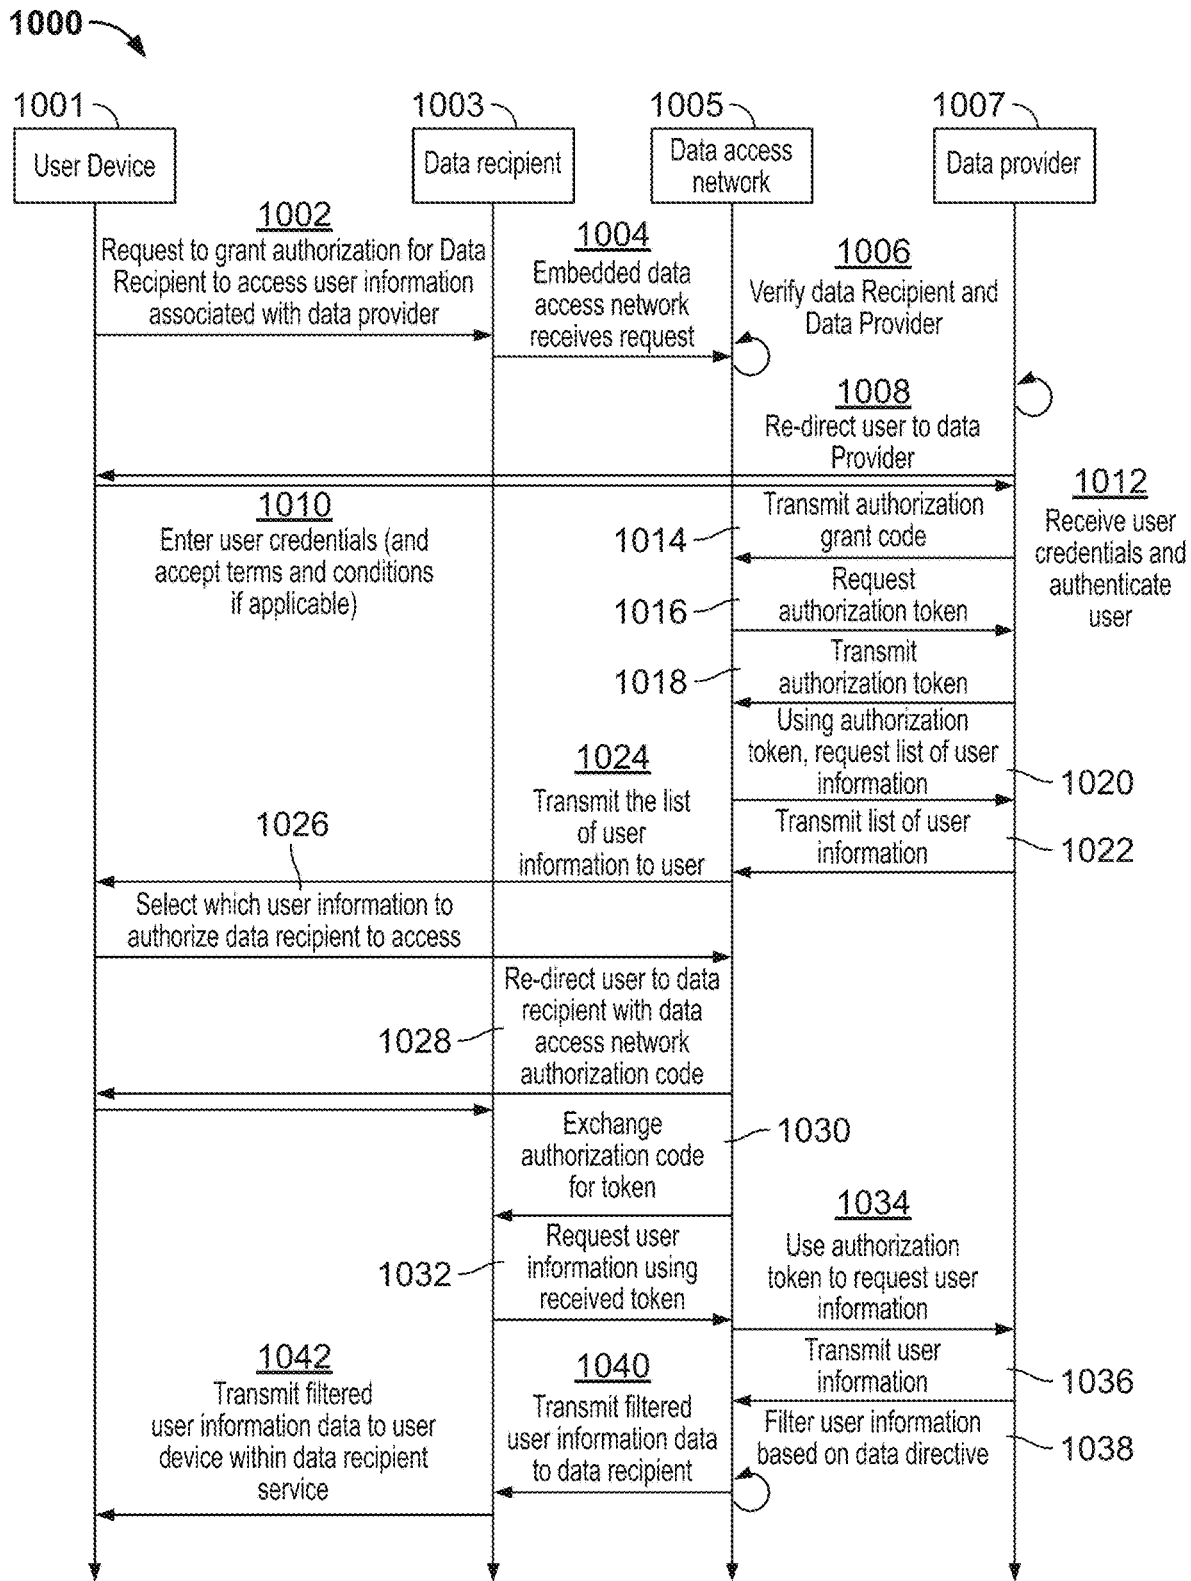 1000
1001
1003
1005
1007
User Device
Data recipient
Data access
network
Data provider
1002
Request to grant authorization for Data
Recipient to access user information
associated with data provider
1004
Embedded data
access network
receives request
1006
Verify data Recipient and
Data Provider
1008
Re-direct user to data
Provider
1010
Enter user credentials (and
accept terms and conditions
if applicable)
1012
Receive user
credentials and
authenticate
user
1014
Transmit authorization
grant code
1016
Request
authorization token
1018
Transmit
authorization token
Using authorization
token, request list of user
information
1020
Transmit list of user
information
1022
1024
Transmit the list
of user
information to user
1026
Select which user information to
authorize data recipient to access
1028
Re-direct user to data
recipient with data
access network
authorization code
Exchange
authorization code
for token
1030
1032
Request user
information using
received token
1034
Use authorization
token to request user
information
Transmit user
information
1036
Filter user information
based on data directive
1038
1040
Transmit filtered
user information data
to data recipient
1042
Transmit filtered
user information data to user
device within data recipient
service